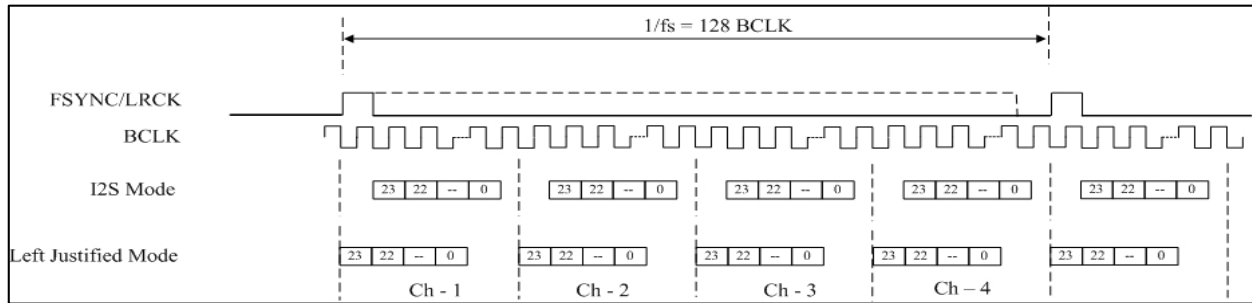 1/fs = 128 BCLK
FSYNC/LRCK
BCLK
I2S Mode 23 22 -- 0 23 22 -- 0 23 22 -- 0 23 22 -- 0 23 22 -- 0
Left Justified Mode 23 22 -- 0 23 22 -- 0 23 22 -- 0 23 22 -- 0 23 22 -- 0
Ch - 1 Ch - 2 Ch - 3 Ch – 4